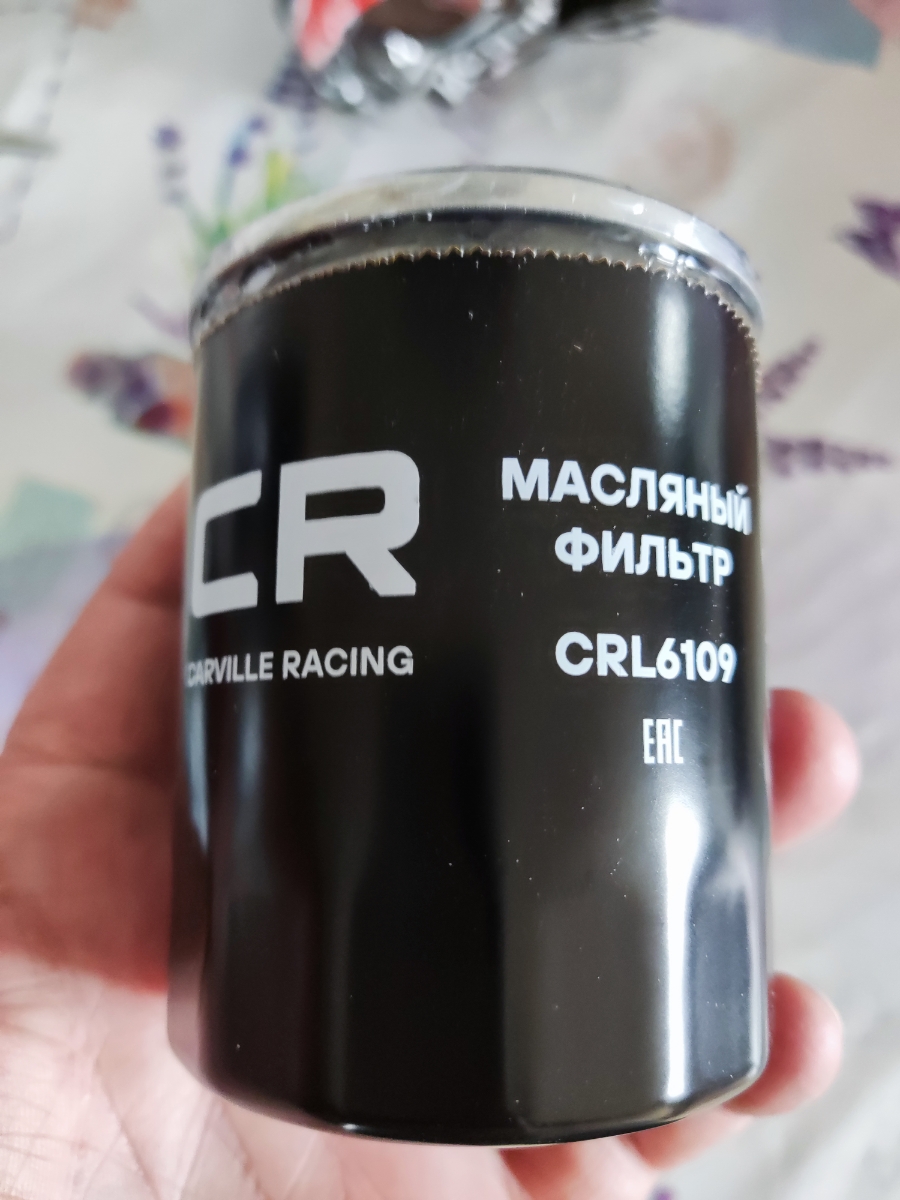 CR
CARVILLE RACING
МАСЛЯНЫЙ
ФИЛЬТР
CRL6109
EAC